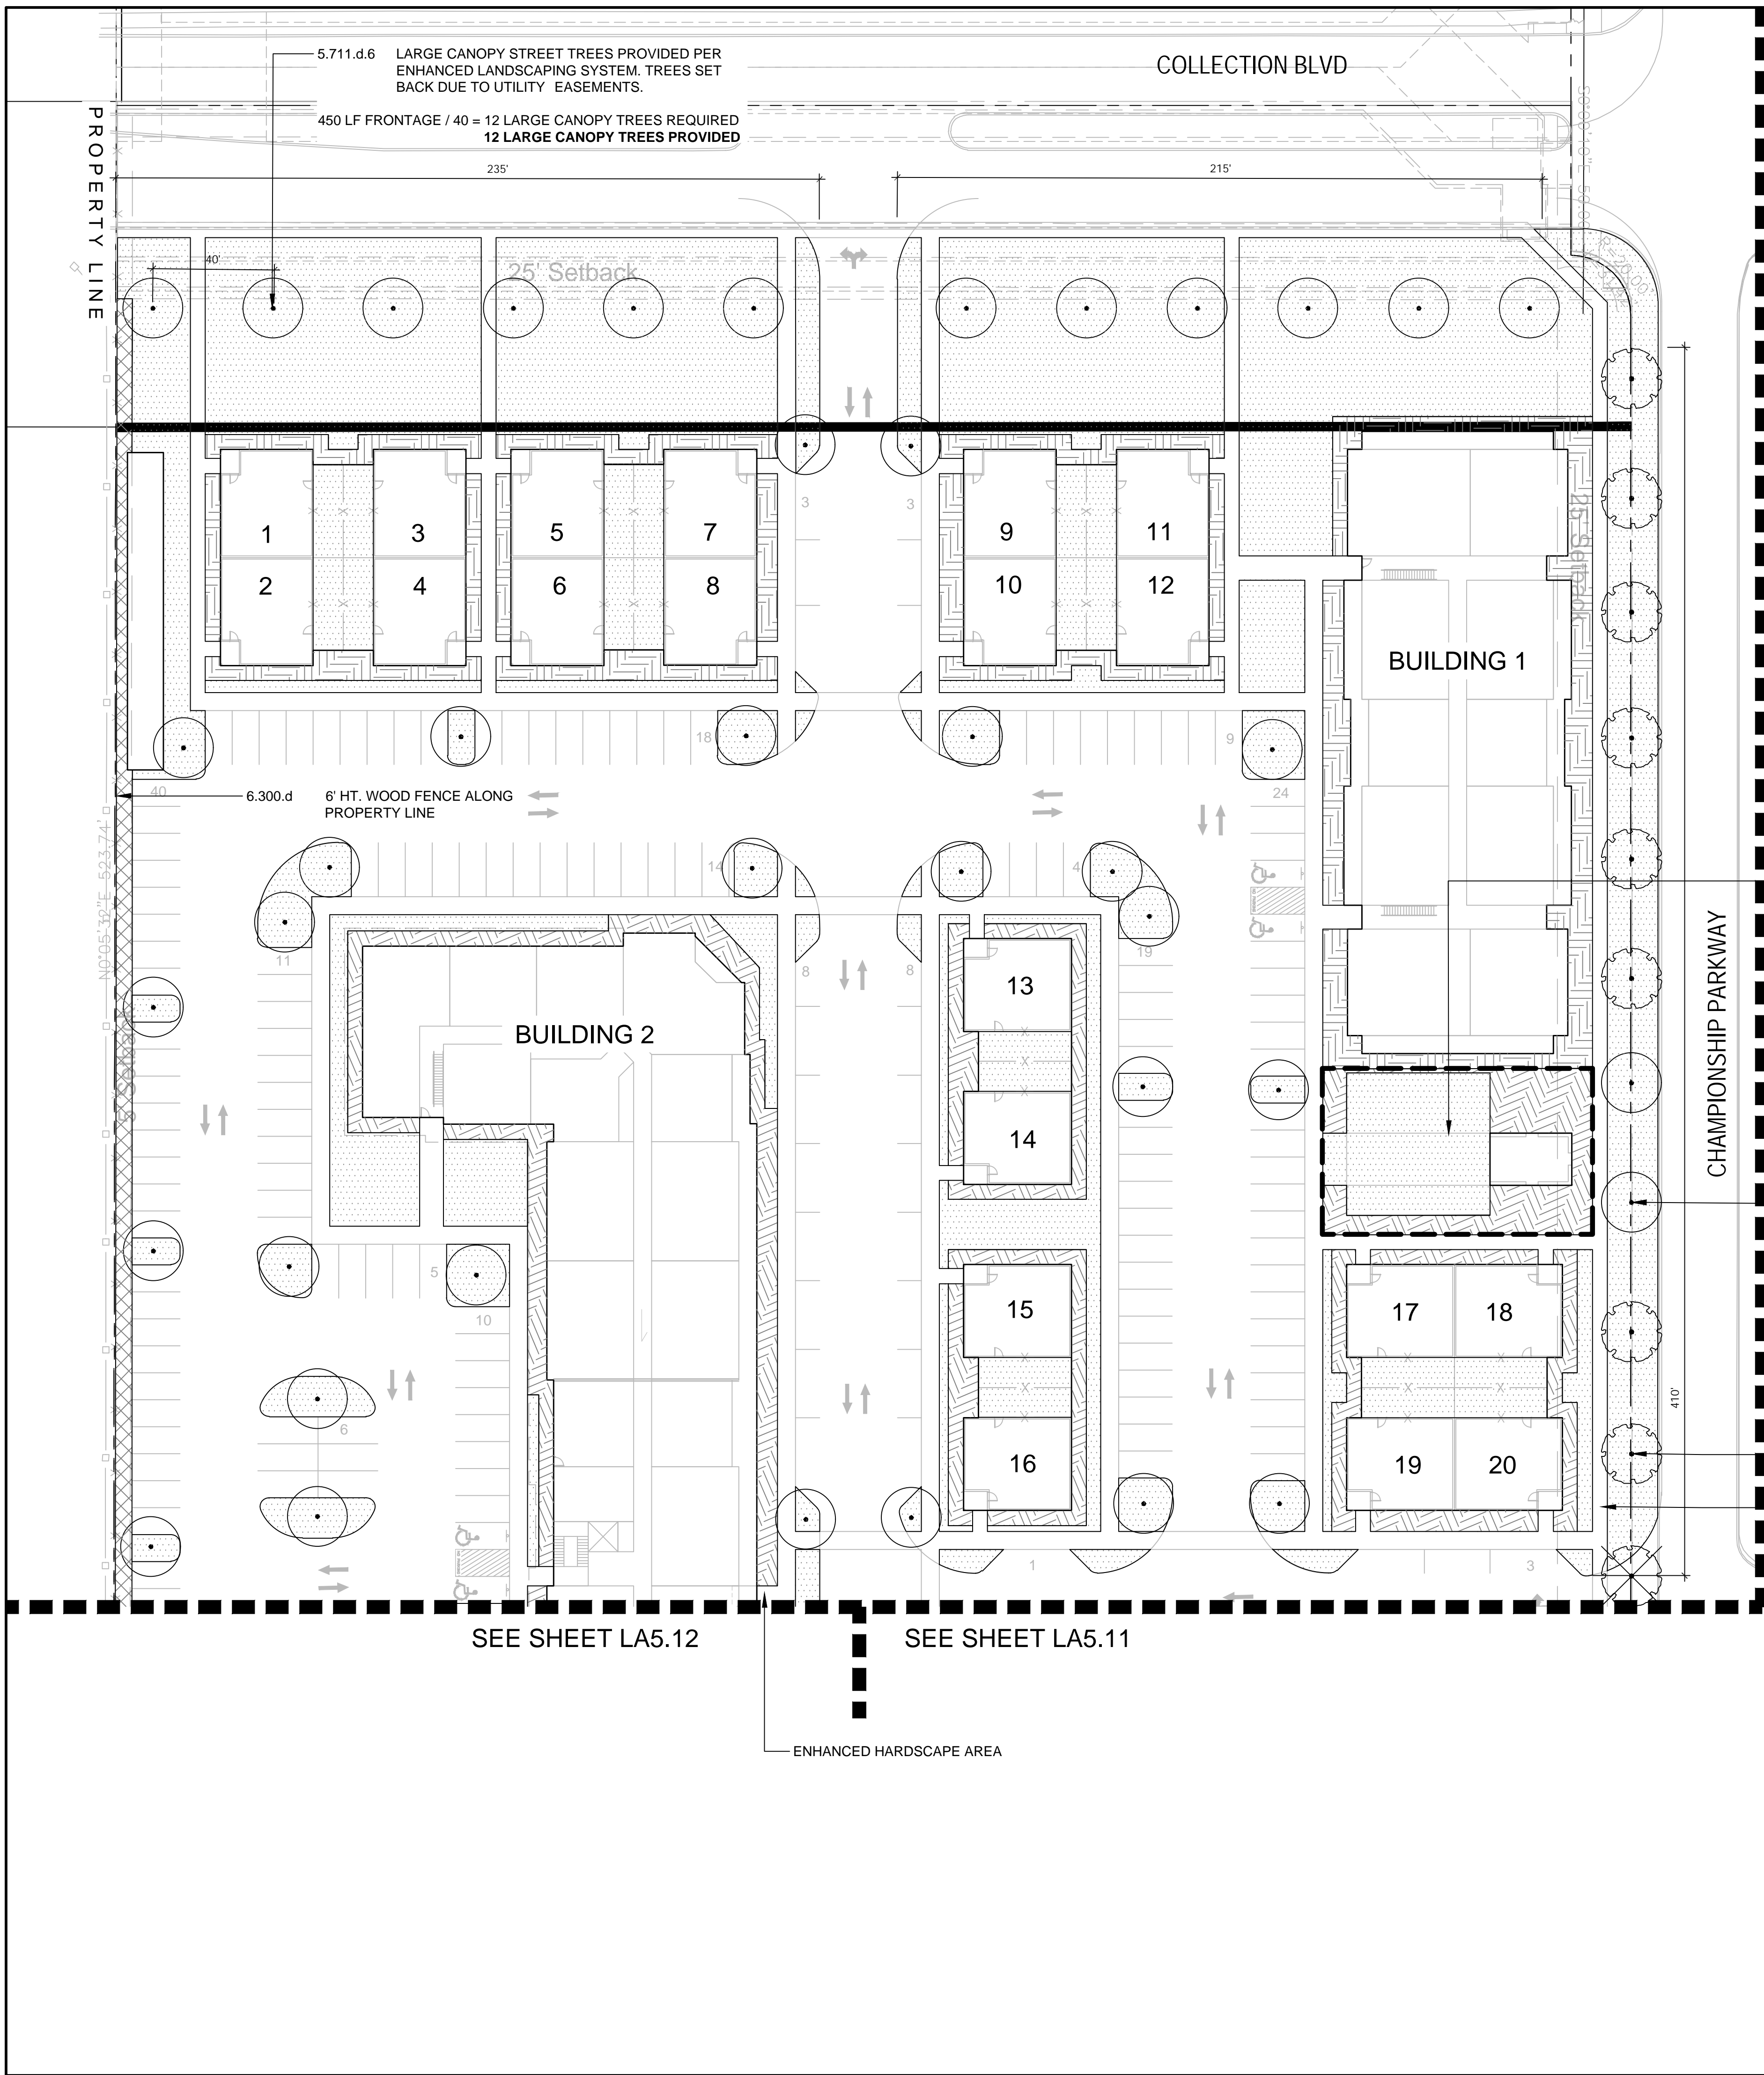 5.711.d.6 LARGE CANOPY STREET TREES PROVIDED PER
ENHANCED LANDSCAPING SYSTEM. TREES SET
BACK DUE TO UTILITY EASEMENTS.
450 LF FRONTAGE / 40 = 12 LARGE CANOPY TREES REQUIRED
12 LARGE CANOPY TREES PROVIDED
COLLECTION BLVD
PROPERTY LINE
235'
215'
40'
25' Setback
3
3
1
3
5
7
9
11
2
4
6
8
10
12
25' Setback
BUILDING 1
18
9
40
24
6.300.d 6' HT. WOOD FENCE ALONG
PROPERTY LINE
N0°05'32"E 523.74'
14
4
11
8
8
19
13
BUILDING 2
14
CHAMPIONSHIP PARKWAY
5
10
15
17
18
6
16
19
20
410'
1
3
SEE SHEET LA5.12
SEE SHEET LA5.11
ENHANCED HARDSCAPE AREA